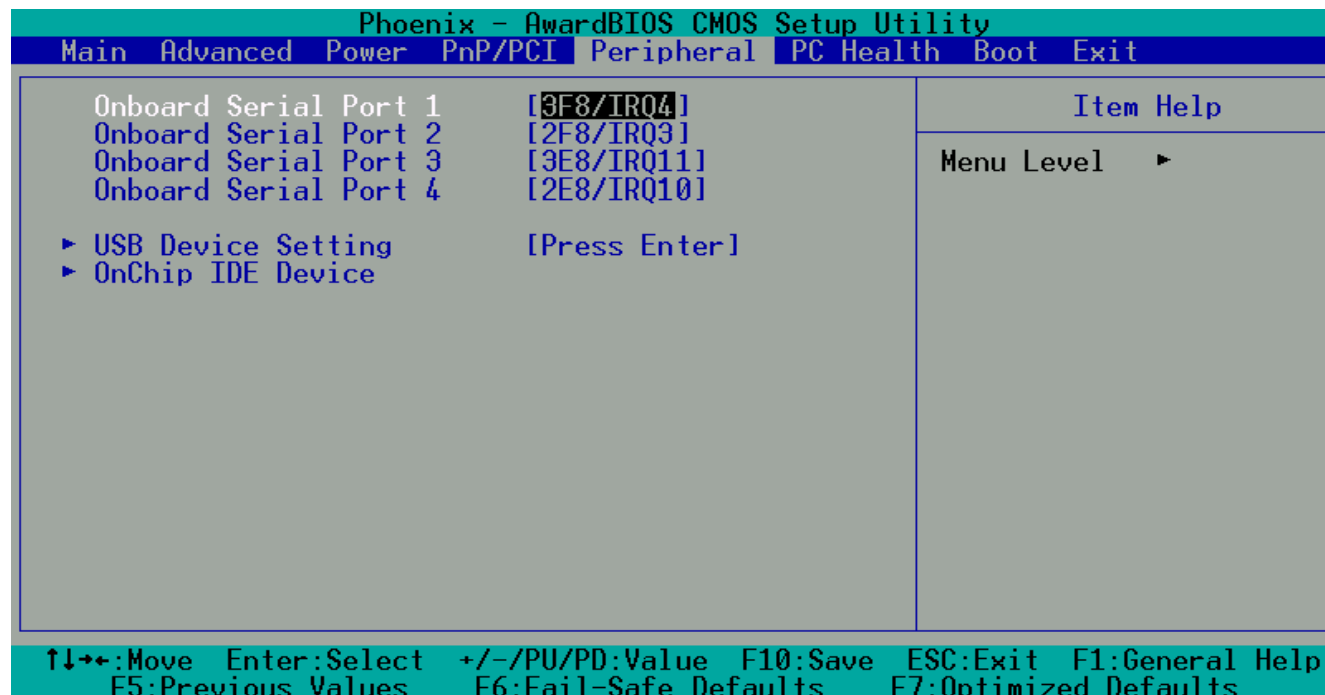 Phoenix - AwardBIOS CMOS Setup Utility
Main Advanced Power PnP/PCI Peripheral PC Health Boot Exit
Onboard Serial Port 1 [3F8/IRQ4]
Onboard Serial Port 2 [2F8/IRQ3]
Onboard Serial Port 3 [3E8/IRQ11]
Onboard Serial Port 4 [2E8/IRQ10]
► USB Device Setting [Press Enter]
► OnChip IDE Device
Item Help
Menu Level ►
↑↓→←:Move Enter:Select +/-/PU/PD:Value F10:Save ESC:Exit F1:General Help
F5:Previous Values F6:Fail-Safe Defaults F7:Optimized Defaults